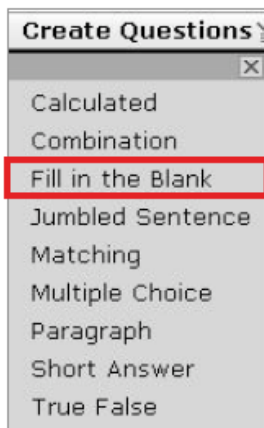 Create Questions
Calculated
Combination
Fill in the Blank
Jumbled Sentence
Matching
Multiple Choice
Paragraph
Short Answer
True False